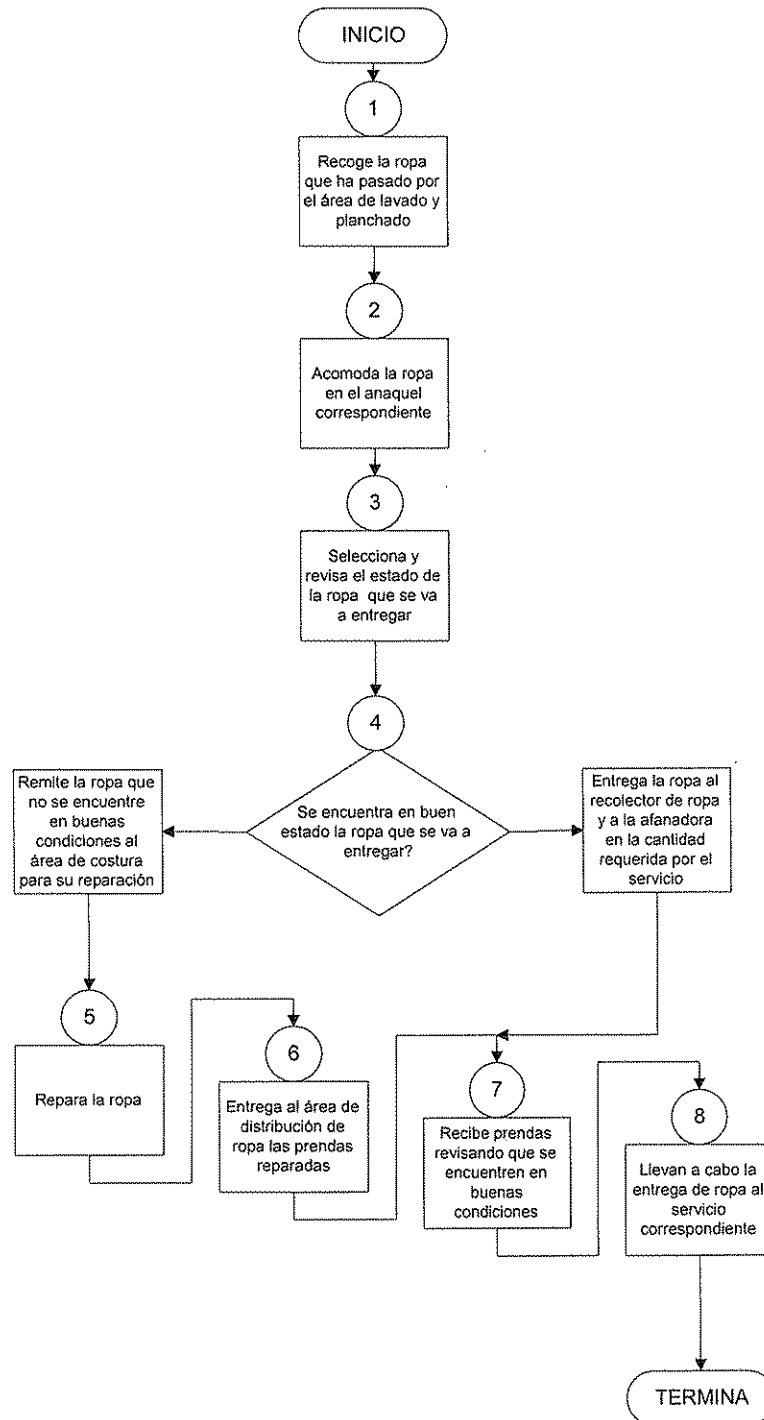 INICIO
1
Recoge la ropa
que ha pasado por
el área de lavado y
planchado
2
Acomoda la ropa
en el anaquel
correspondiente
3
Selecciona y
revisa el estado de
la ropa que se va
a entregar
4
Se encuentra en buen
estado la ropa que se va a
entregar?
Remite la ropa que
no se encuentre
en buenas
condiciones al
área de costura
para su reparación
Entrega la ropa al
recolector de ropa
y a la afanadora
en la cantidad
requerida por el
servicio
5
Repara la ropa
6
Entrega al área de
distribución de
ropa las prendas
reparadas
7
Recibe prendas
revisando que se
encuentren en
buenas
condiciones
8
Llevan a cabo la
entrega de ropa al
servicio
correspondiente
TERMINA